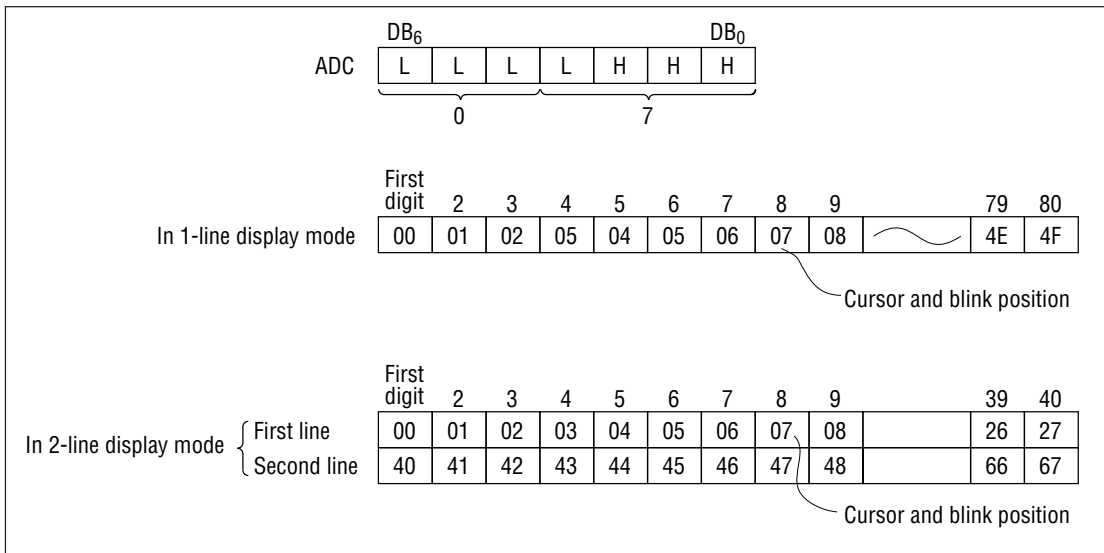 DB6 DB0
ADC L L L L H H H
0 7
First
digit 2 3 4 5 6 7 8 9 79 80
In 1-line display mode 00 01 02 05 04 05 06 07 08 4E 4F
Cursor and blink position
First
digit 2 3 4 5 6 7 8 9 39 40
In 2-line display mode First line 00 01 02 03 04 05 06 07 08 26 27
Second line 40 41 42 43 44 45 46 47 48 66 67
Cursor and blink position